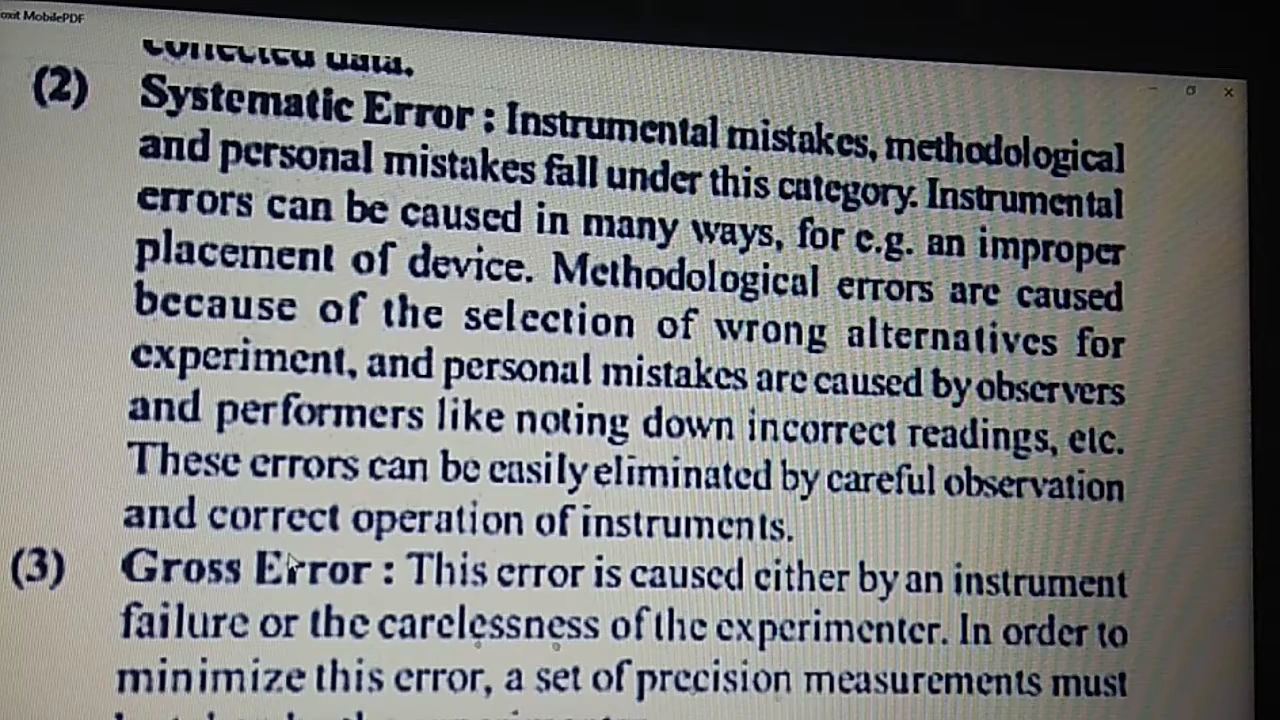 oxit MobilePDF
collected data.
(2) Systematic Error : Instrumental mistakes, methodological
and personal mistakes fall under this category. Instrumental
errors can be caused in many ways, for e.g. an improper
placement of device. Methodological errors are caused
because of the selection of wrong alternatives for
experiment, and personal mistakes are caused by observers
and performers like noting down incorrect readings, etc.
These errors can be easily eliminated by careful observation
and correct operation of instruments.
(3) Gross Error : This error is caused either by an instrument
failure or the carelessness of the experimenter. In order to
minimize this error, a set of precision measurements must